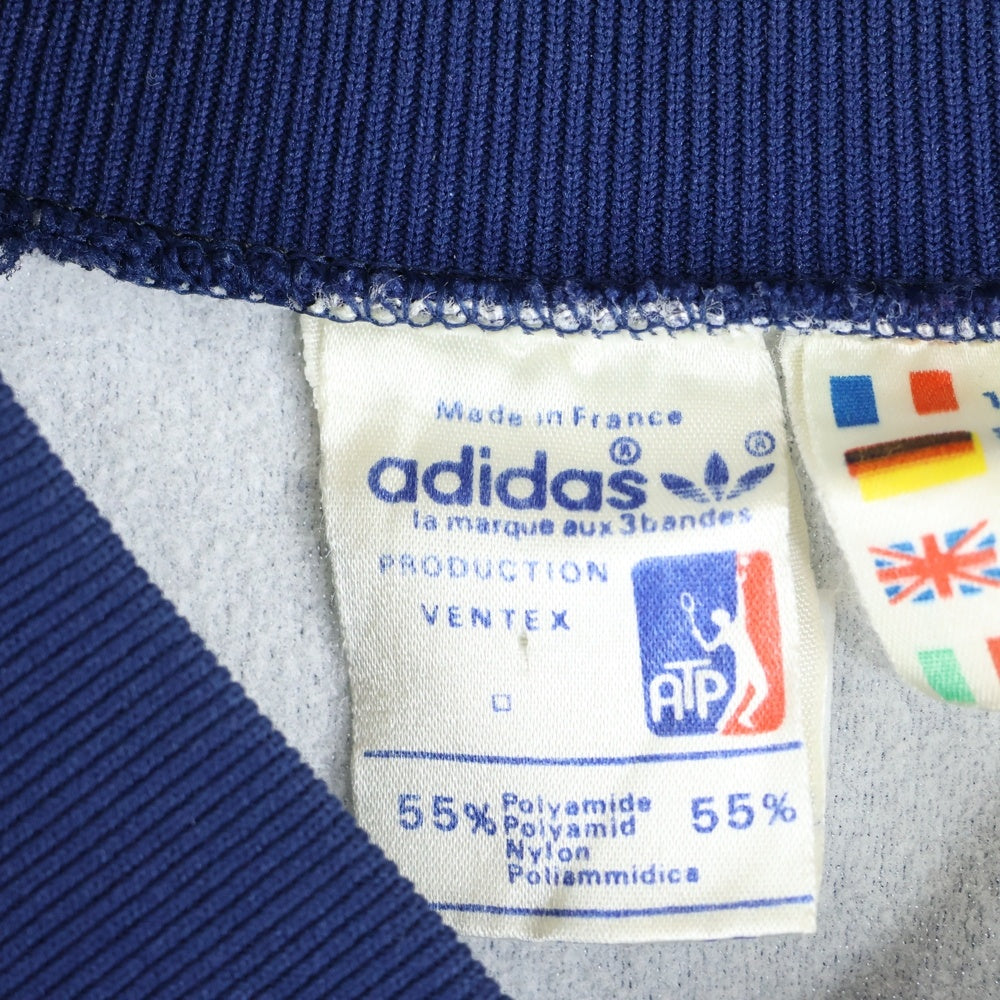 Made in France
adidas®
®
la marque aux 3 bandes
PRODUCTION
VENTEX
ATP
55% Polyamide 55%
Polyamid
Nylon
Poliammidica